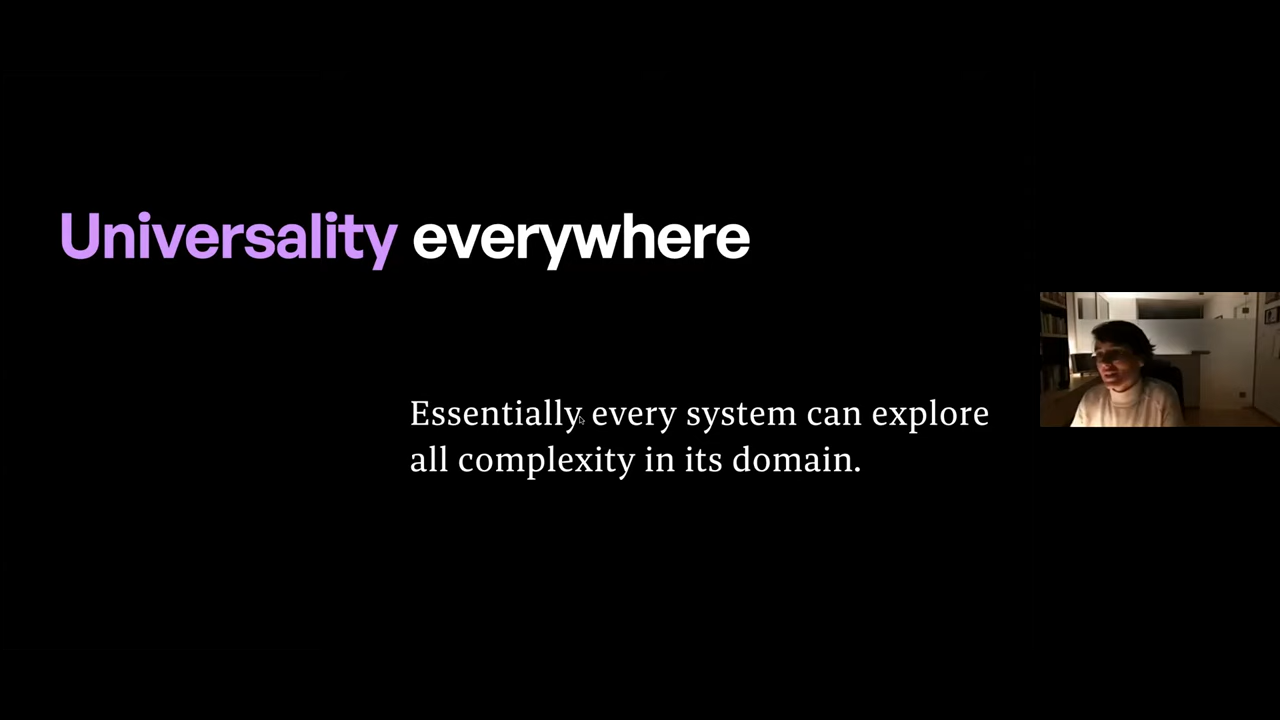 Universality everywhere
Essentially every system can explore
all complexity in its domain.